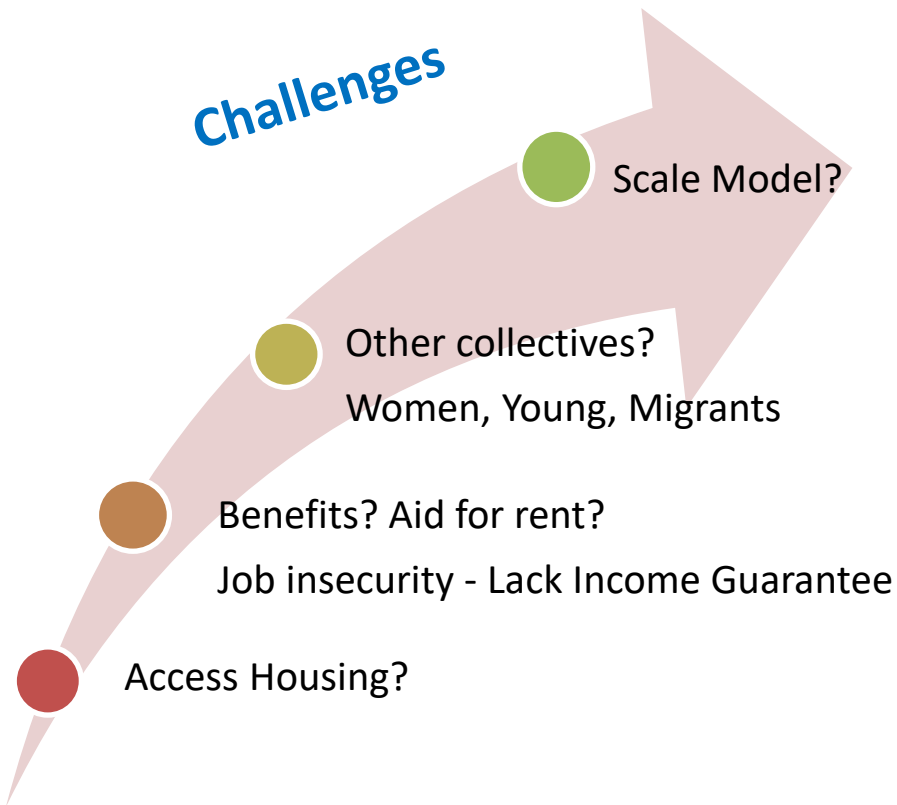 Challenges
Scale Model?
Other collectives?
Women, Young, Migrants
Benefits? Aid for rent?
Job insecurity - Lack Income Guarantee
Access Housing?